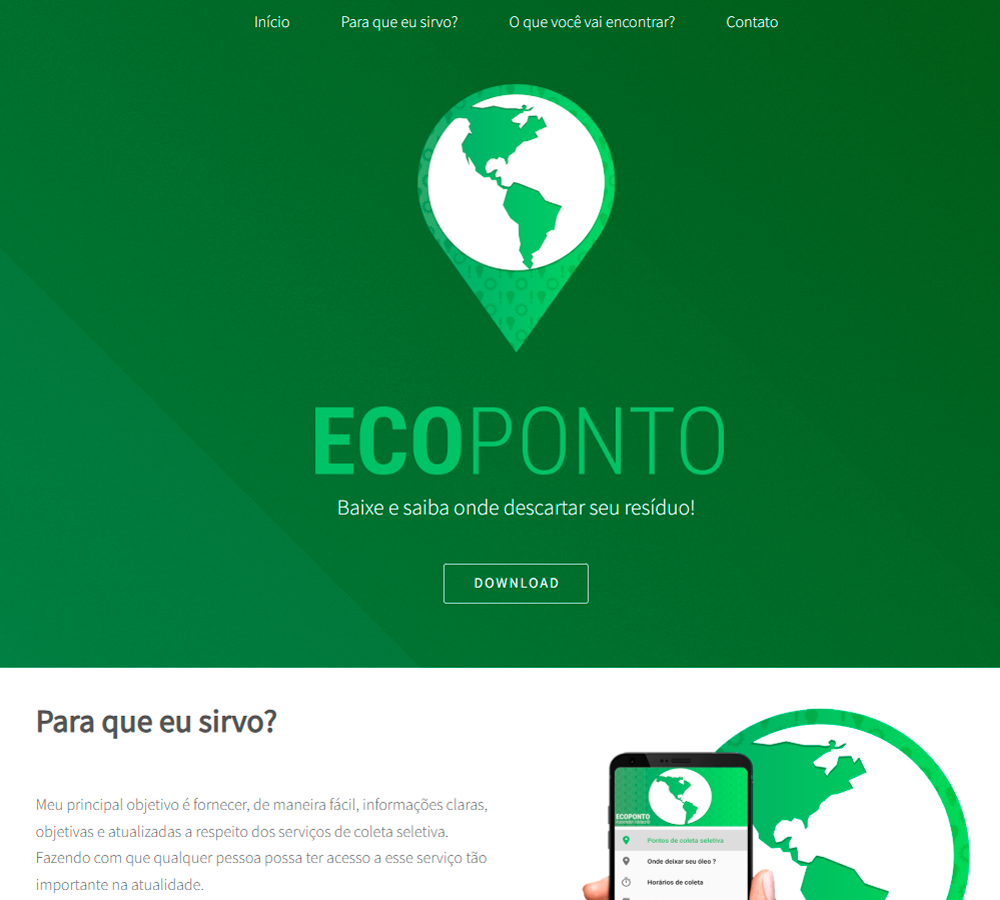 Início Para que eu sirvo? O que você vai encontrar? Contato
ECOPONTO
Baixe e saiba onde descartar seu resíduo!
DOWNLOAD
Para que eu sirvo?
Meu principal objetivo é fornecer, de maneira fácil, informações claras,
objetivas e atualizadas a respeito dos serviços de coleta seletiva.
Fazendo com que qualquer pessoa possa ter acesso a esse serviço tão
importante na atualidade.
ECOPONTO
Pontos de coleta seletiva
Onde deixar seu óleo ?
Horários de coleta